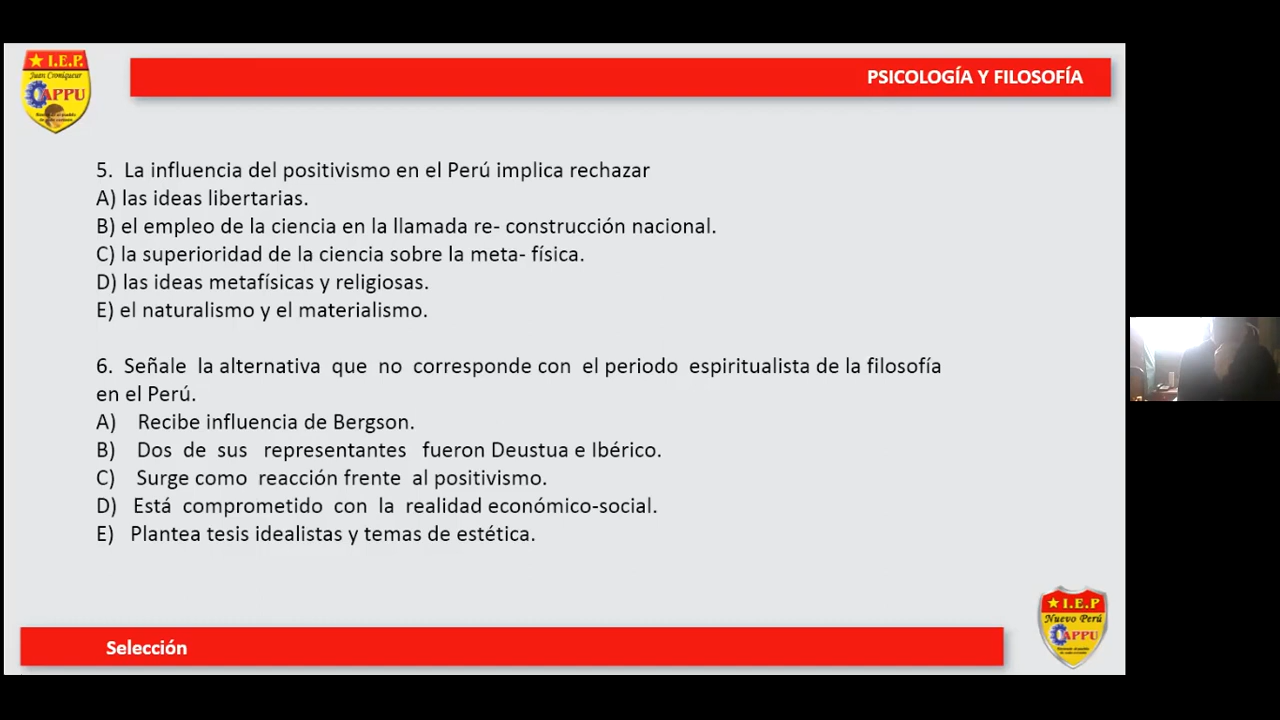 I.E.P.
Juan Croniqueur
CAPPU
PSICOLOGÍA Y FILOSOFÍA
5. La influencia del positivismo en el Perú implica rechazar
A) las ideas libertarias.
B) el empleo de la ciencia en la llamada re- construcción nacional.
C) la superioridad de la ciencia sobre la meta- física.
D) las ideas metafísicas y religiosas.
E) el naturalismo y el materialismo.
6. Señale la alternativa que no corresponde con el periodo espiritualista de la filosofía
en el Perú.
A) Recibe influencia de Bergson.
B) Dos de sus representantes fueron Deustua e Ibérico.
C) Surge como reacción frente al positivismo.
D) Está comprometido con la realidad económico-social.
E) Plantea tesis idealistas y temas de estética.
I.E.P
Nuevo Perú
CAPPU
Selección